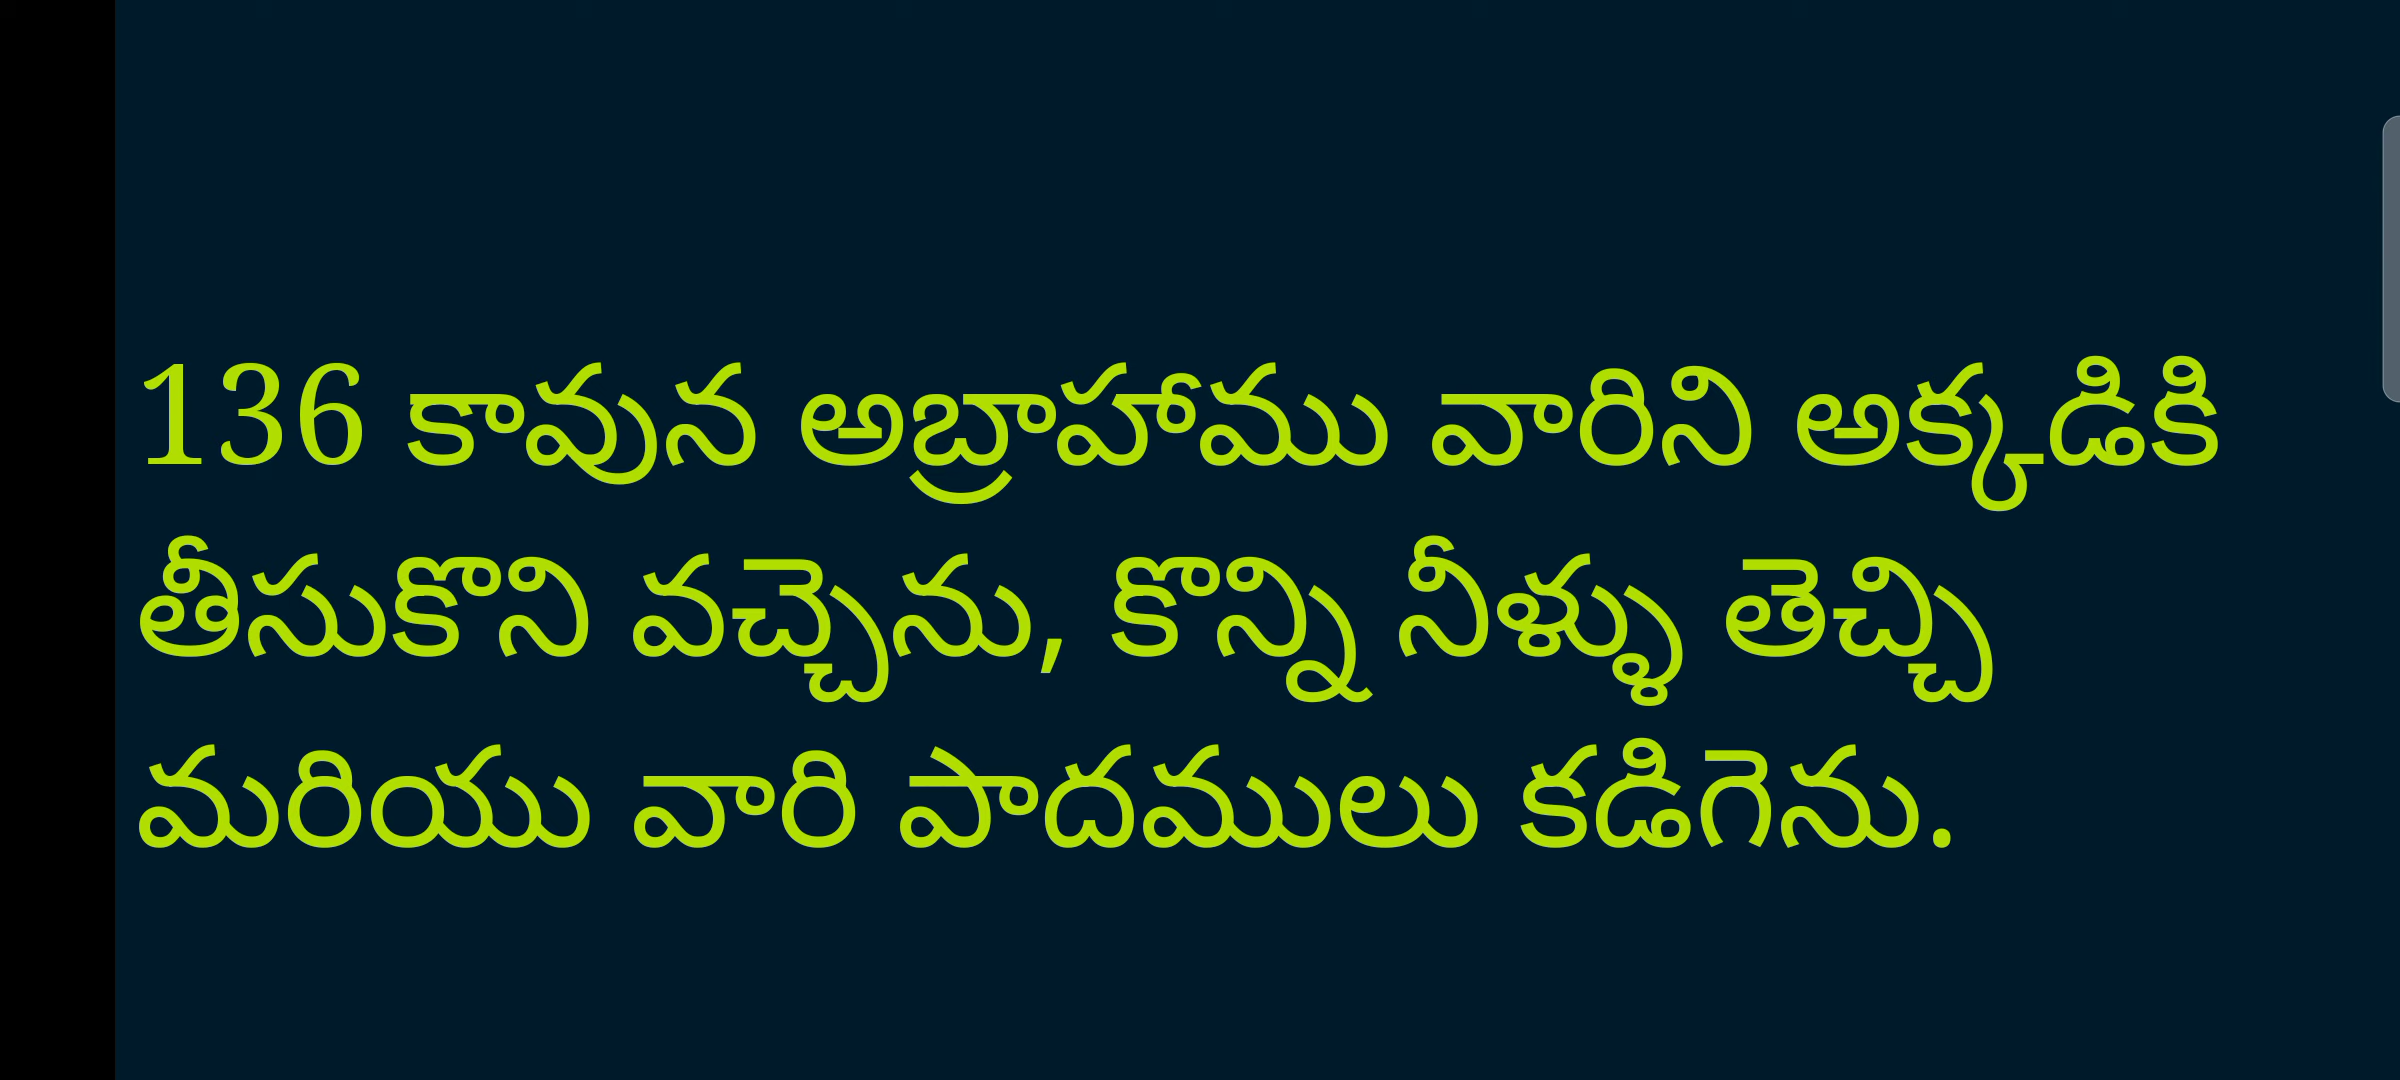 136 కావున అబ్రాహాము వారిని అక్కడికి
తీసుకొని వచ్చెను, కొన్ని నీళ్ళు తెచ్చి
మరియు వారి పాదములు కడిగెను.